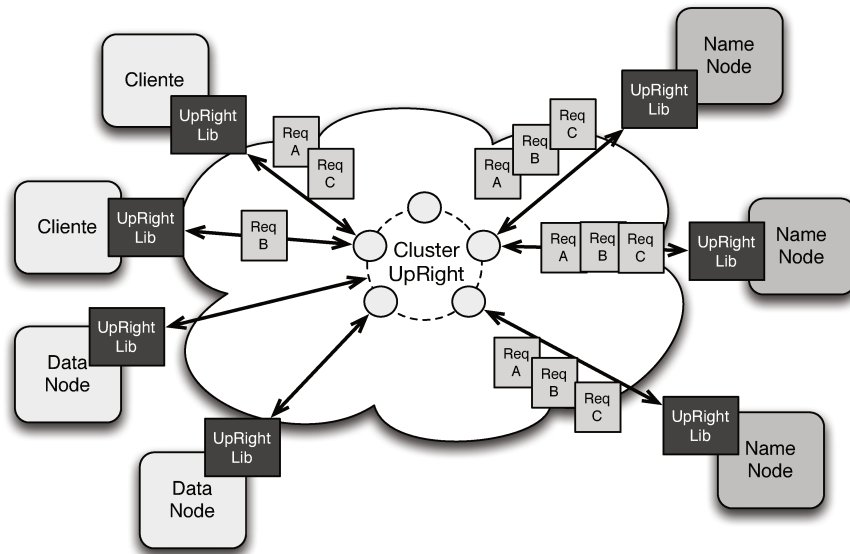 Cliente
UpRight
Lib
Req
A
Req
C
Cliente
UpRight
Lib
Req
B
Data
Node
UpRight
Lib
Data
Node
UpRight
Lib
Cluster
UpRight
Req
A
Req
B
Req
C
UpRight
Lib
Name
Node
Req
A
Req
B
Req
C
UpRight
Lib
Name
Node
Req
A
Req
B
Req
C
UpRight
Lib
Name
Node